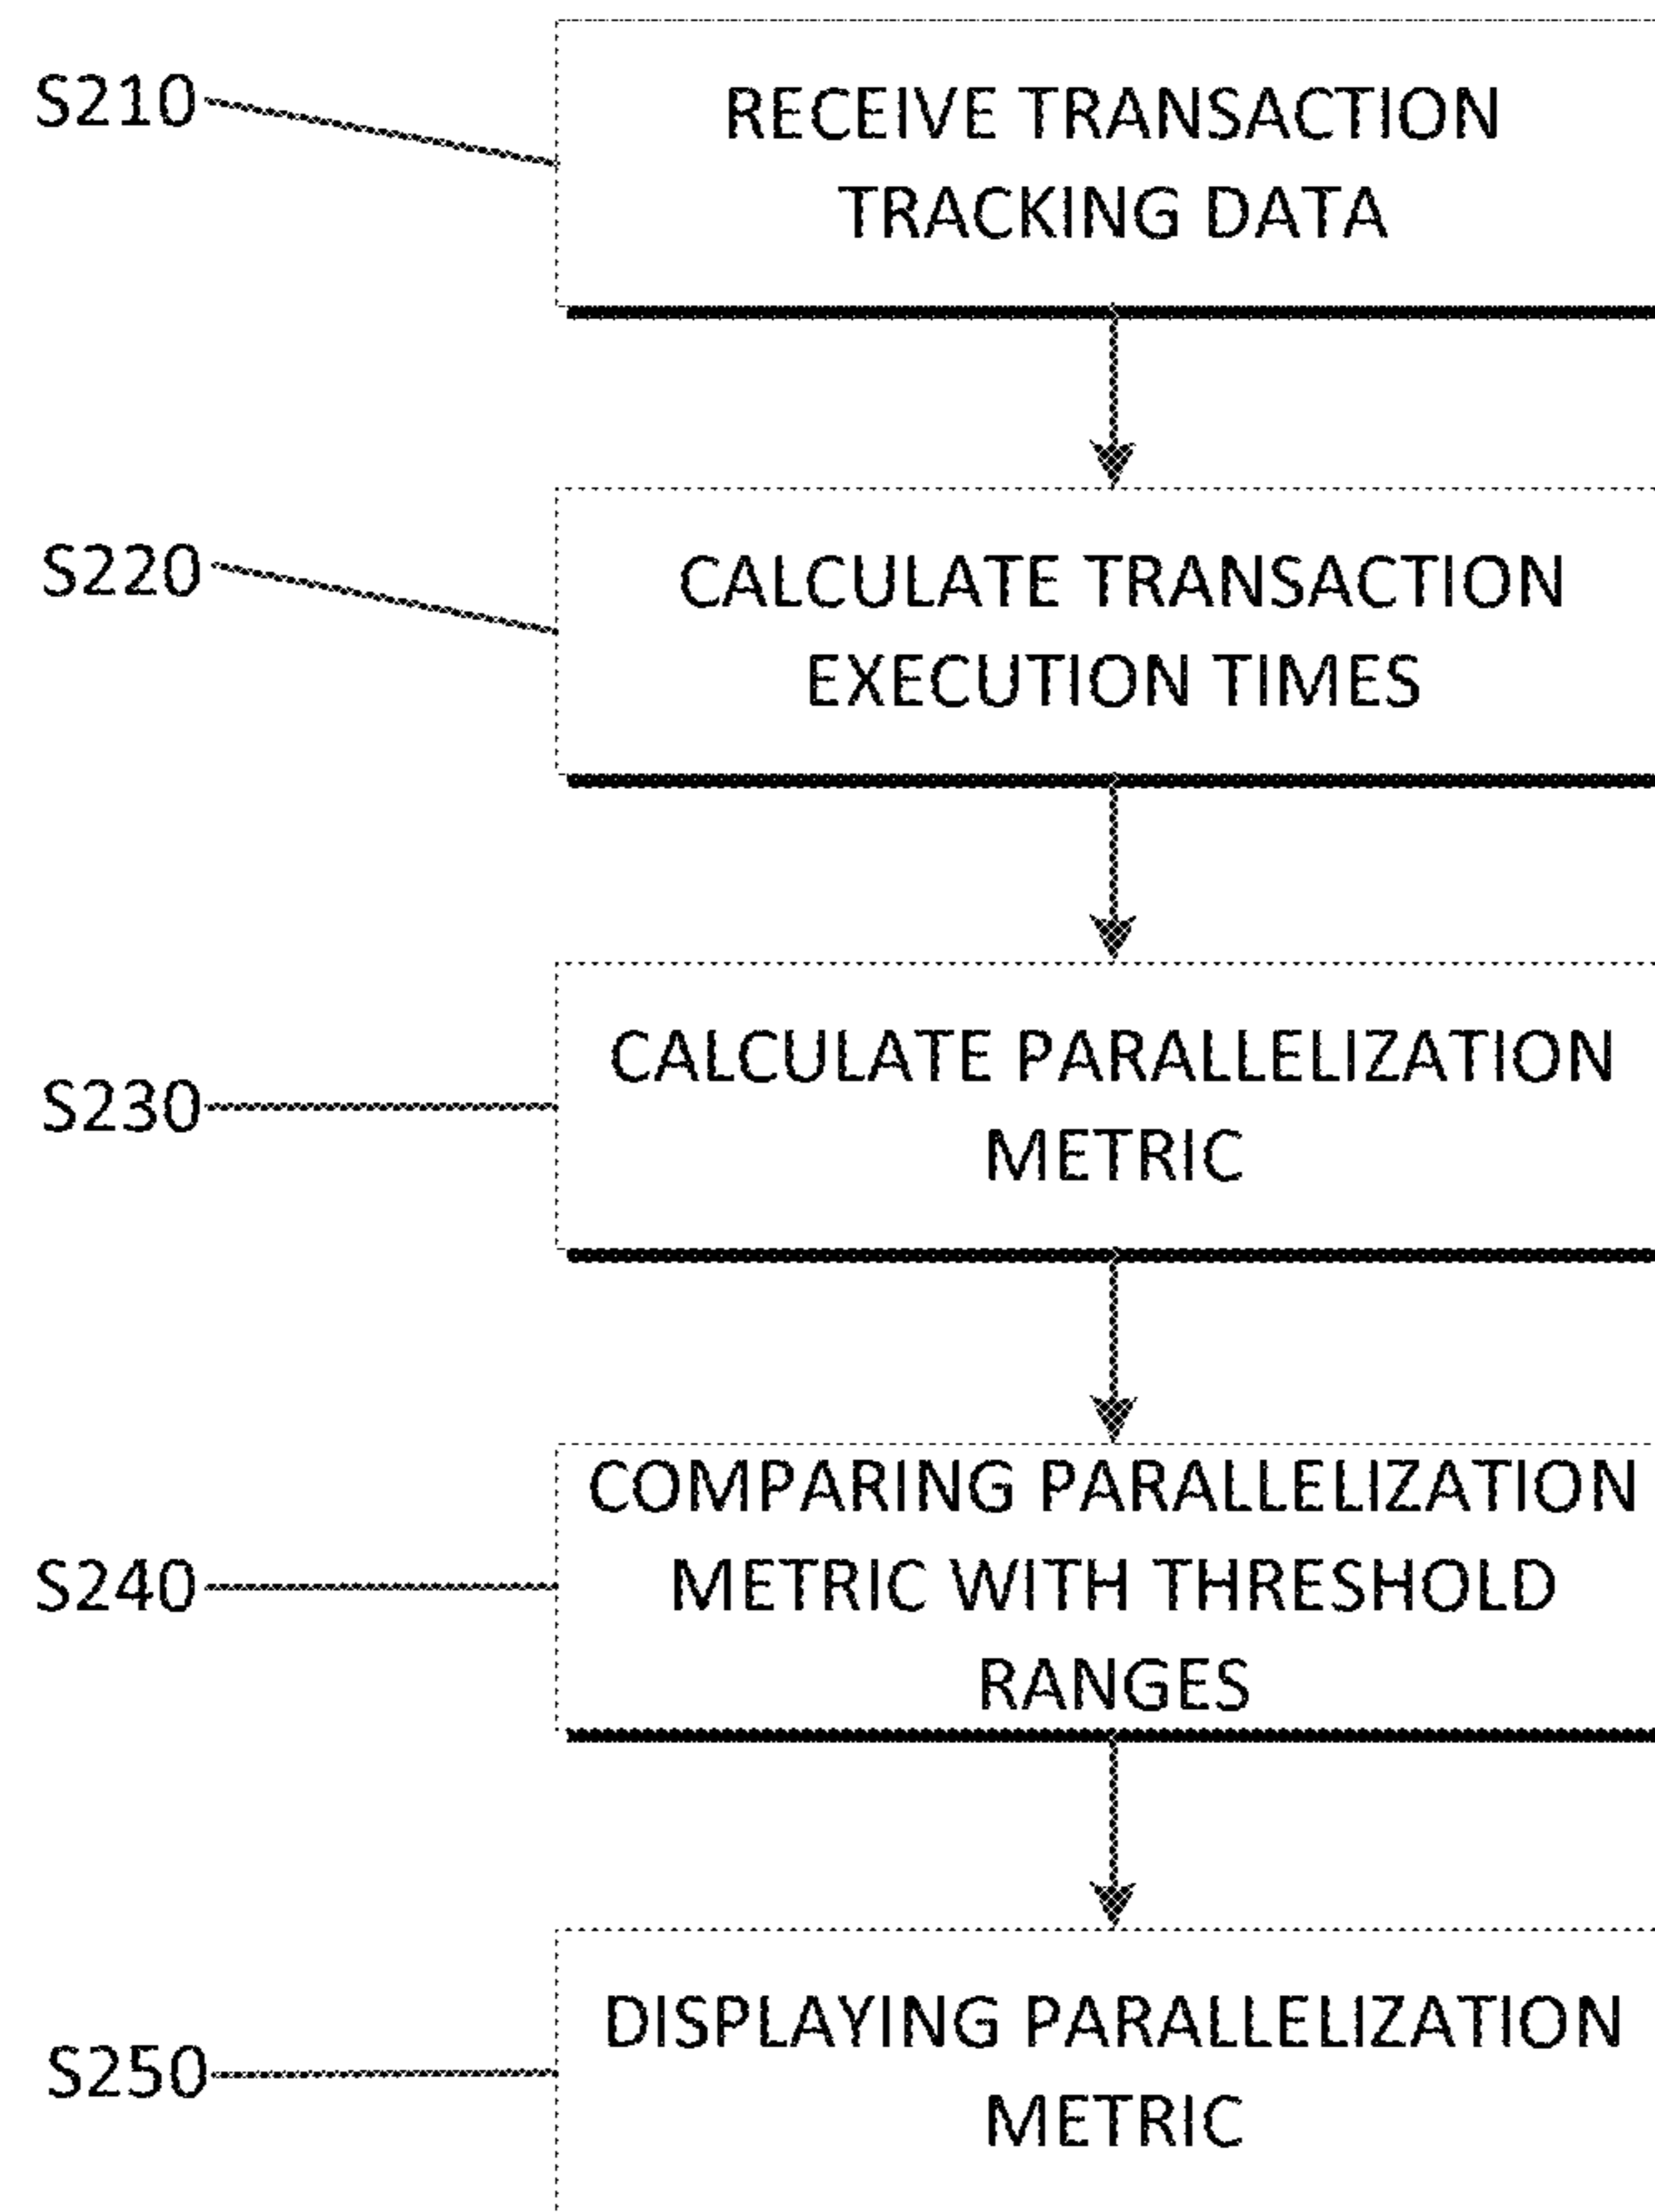 S210
RECEIVE TRANSACTION
TRACKING DATA
S220
CALCULATE TRANSACTION
EXECUTION TIMES
S230
CALCULATE PARALLELIZATION
METRIC
S240
COMPARING PARALLELIZATION
METRIC WITH THRESHOLD
RANGES
S250
DISPLAYING PARALLELIZATION
METRIC